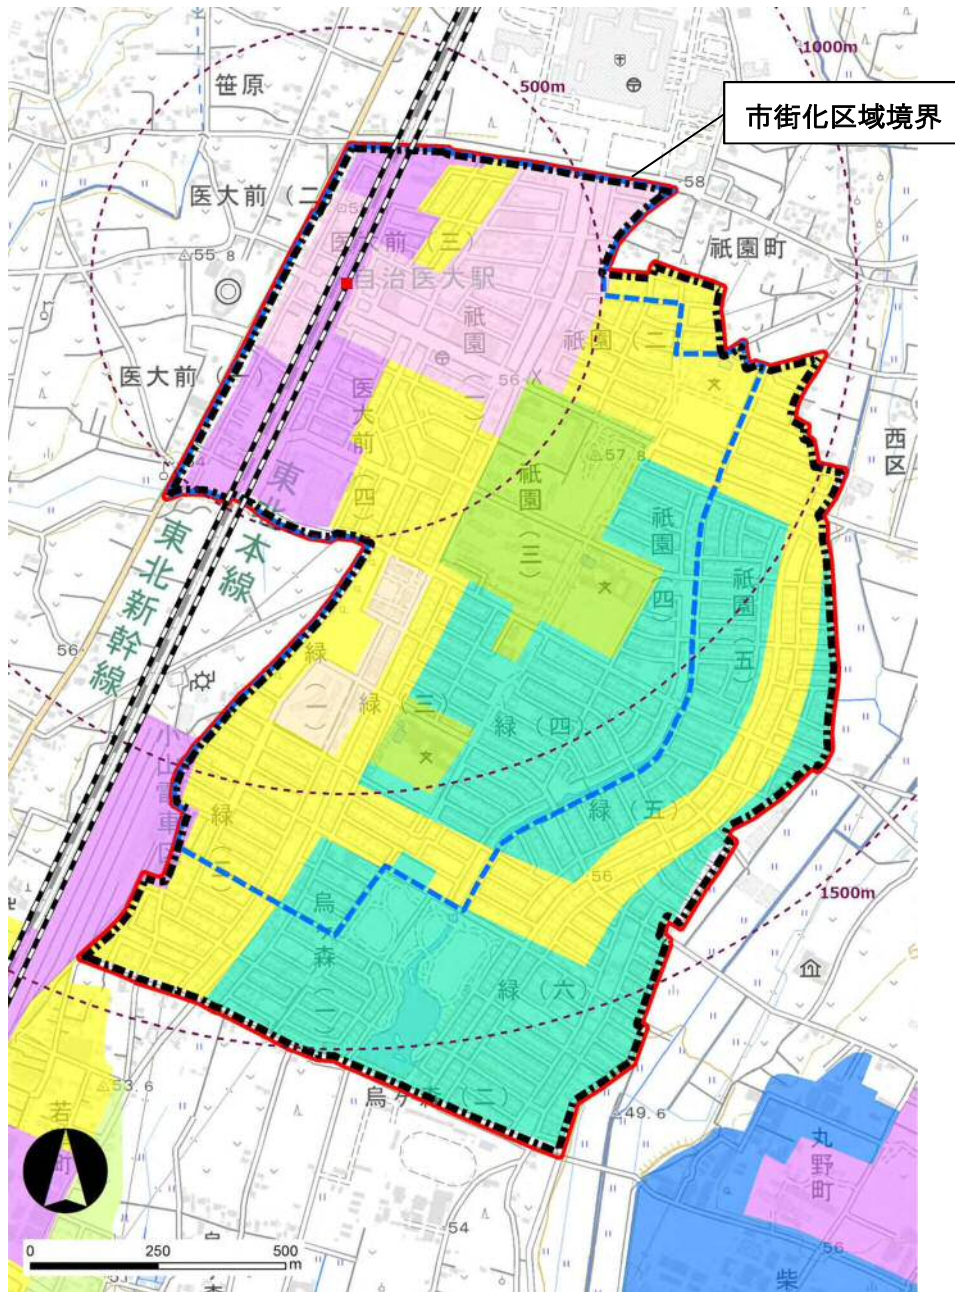 1000m
笹原
500m
市街化区域境界
58
医大前（二
祇園町
医大前（三）
55.8
自治医大駅
祇園（二
祇園（一）
医大前（
56
医大前（四）
57.8
西区
祇園（三）
祇園（四）
東北本線
祇園（五）
東北新幹線
56
緑（一）
緑（三）
緑（四）
小山電車区
緑（五）
緑（二）
56
1500m
烏
森（一）
緑（六）
53.6
烏ケ森（二）
若
町
49.6
丸野町
54
56
柴
0
250
500
m